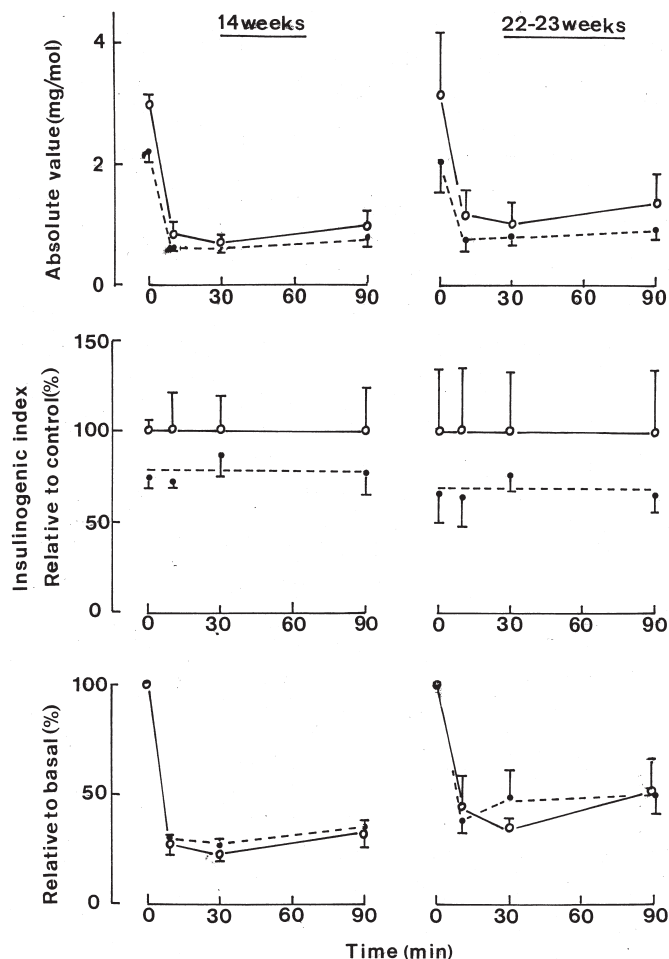 14weeks
22-23weeks
Absolute value(mg/mol)
4
2
0
0 30 60 90
0 30 60 90
Insulinogenic index
Relative to control(%)
150
100
50
0
0 30 60 90
0 30 60 90
Relative to basal (%)
100
50
0
0 30 60 90
0 30 60 90
Time (min)